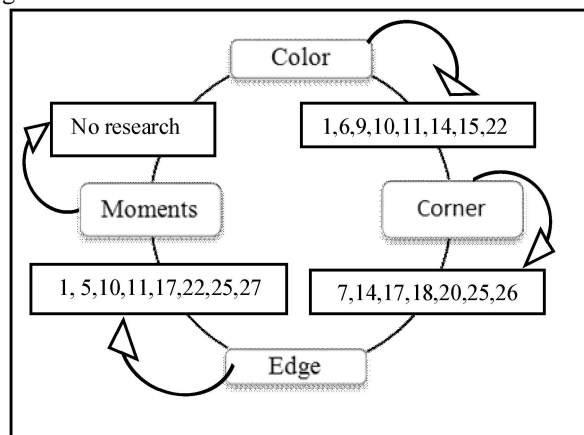 Color
No research
1,6,9,10,11,14,15,22
Moments
Corner
1, 5,10,11,17,22,25,27
7,14,17,18,20,25,26
Edge